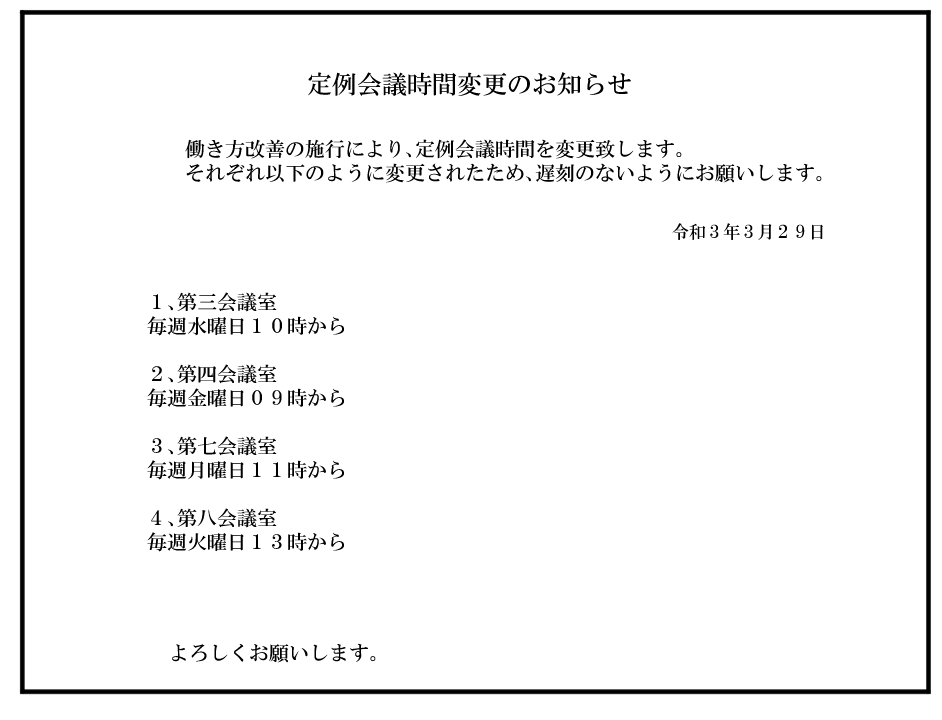 定例会議時間変更のお知らせ
働き方改善の施行により、定例会議時間を変更致します。
それぞれ以下のように変更されたため、遅刻のないようにお願いします。
令和３年３月２９日
１、第三会議室
毎週水曜日１０時から
２、第四会議室
毎週金曜日０９時から
３、第七会議室
毎週月曜日１１時から
４、第八会議室
毎週火曜日１３時から
よろしくお願いします。